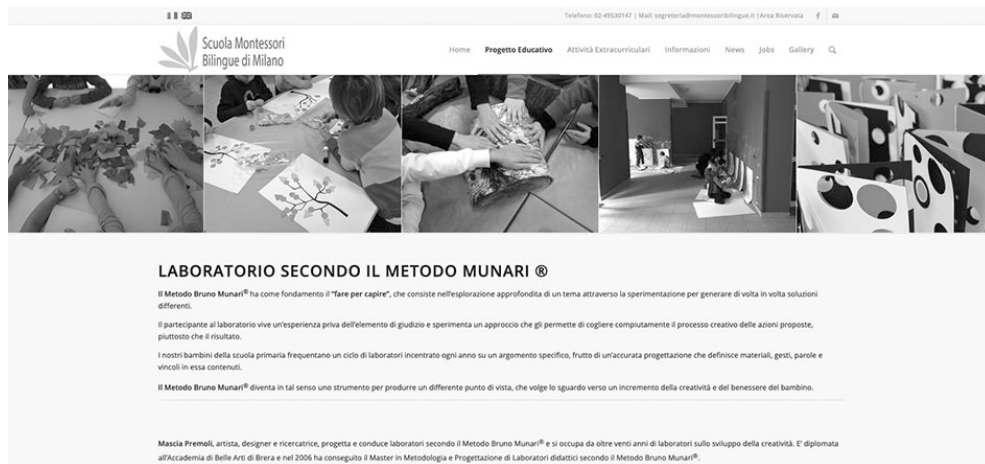 Telefono: 02-49530147 | Mail: segreteria@montessoribilingue.it |Area Riservata
Scuola Montessori
Bilingue di Milano
Home Progetto Educativo Attività Extracurriculari Informazioni News Jobs Gallery
LABORATORIO SECONDO IL METODO MUNARI ®
Il Metodo Bruno Munari® ha come fondamento il "fare per capire", che consiste nell'esplorazione approfondita di un tema attraverso la sperimentazione per generare di volta in volta soluzioni
differenti.
Il partecipante al laboratorio vive un'esperienza priva dell'elemento di giudizio e sperimenta un approccio che gli permette di cogliere compiutamente il processo creativo delle azioni proposte,
piuttosto che il risultato.
I nostri bambini della scuola primaria frequentano un ciclo di laboratori incentrato ogni anno su un argomento specifico, frutto di un'accurata progettazione che definisce materiali, gesti, parole e
vincoli in essa contenuti.
Il Metodo Bruno Munari® diventa in tal senso uno strumento per produrre un differente punto di vista, che volge lo sguardo verso un incremento della creatività e del benessere del bambino.
Mascia Premoli, artista, designer e ricercatrice, progetta e conduce laboratori secondo il Metodo Bruno Munari® e si occupa da oltre venti anni di laboratori sullo sviluppo della creatività. E' diplomata
all'Accademia di Belle Arti di Brera e nel 2006 ha conseguito il Master in Metodologia e Progettazione di Laboratori didattici secondo il Metodo Bruno Munari®.